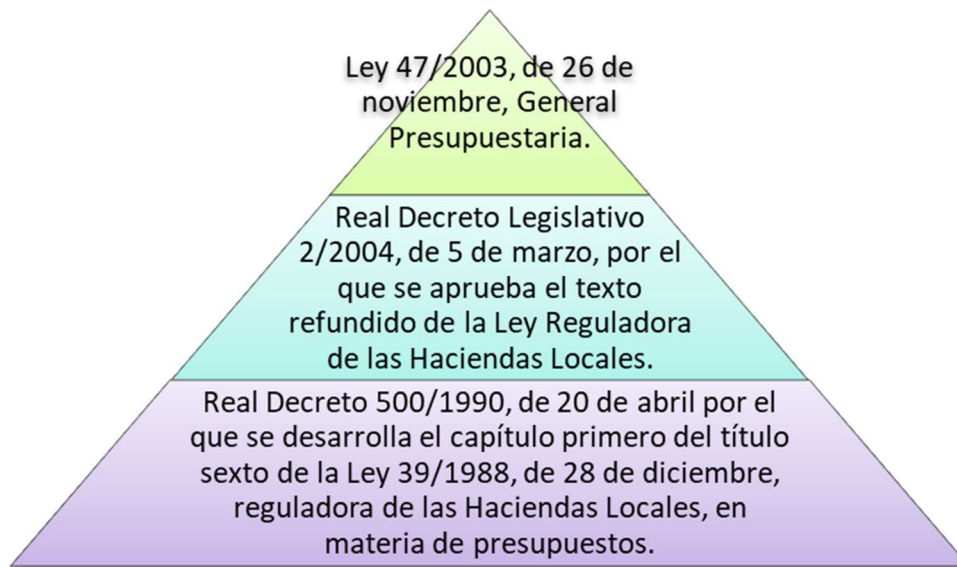 Ley 47/2003, de 26 de
noviembre, General
Presupuestaria.
Real Decreto Legislativo
2/2004, de 5 de marzo, por el
que se aprueba el texto
refundido de la Ley Reguladora
de las Haciendas Locales.
Real Decreto 500/1990, de 20 de abril por el
que se desarrolla el capítulo primero del título
sexto de la Ley 39/1988, de 28 de diciembre,
reguladora de las Haciendas Locales, en
materia de presupuestos.